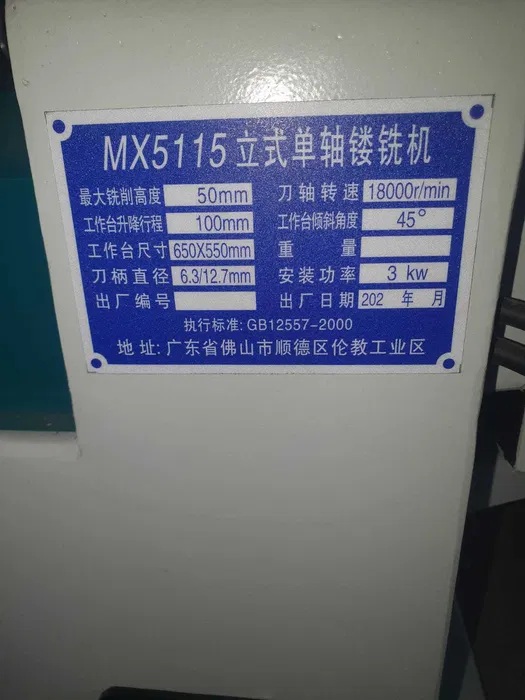 MX5115立式单轴镂铣机
最大铣削高度 50mm 刀轴转速 18000r/min
工作台升降行程 100mm 工作台倾斜角度 45°
工作台尺寸 650X550mm 重量
刀柄直径 6.3/12.7mm 安装功率 3 kw
出厂编号 出厂日期 202 年 月
执行标准: GB12557-2000
地址: 广东省佛山市顺德区伦教工业区